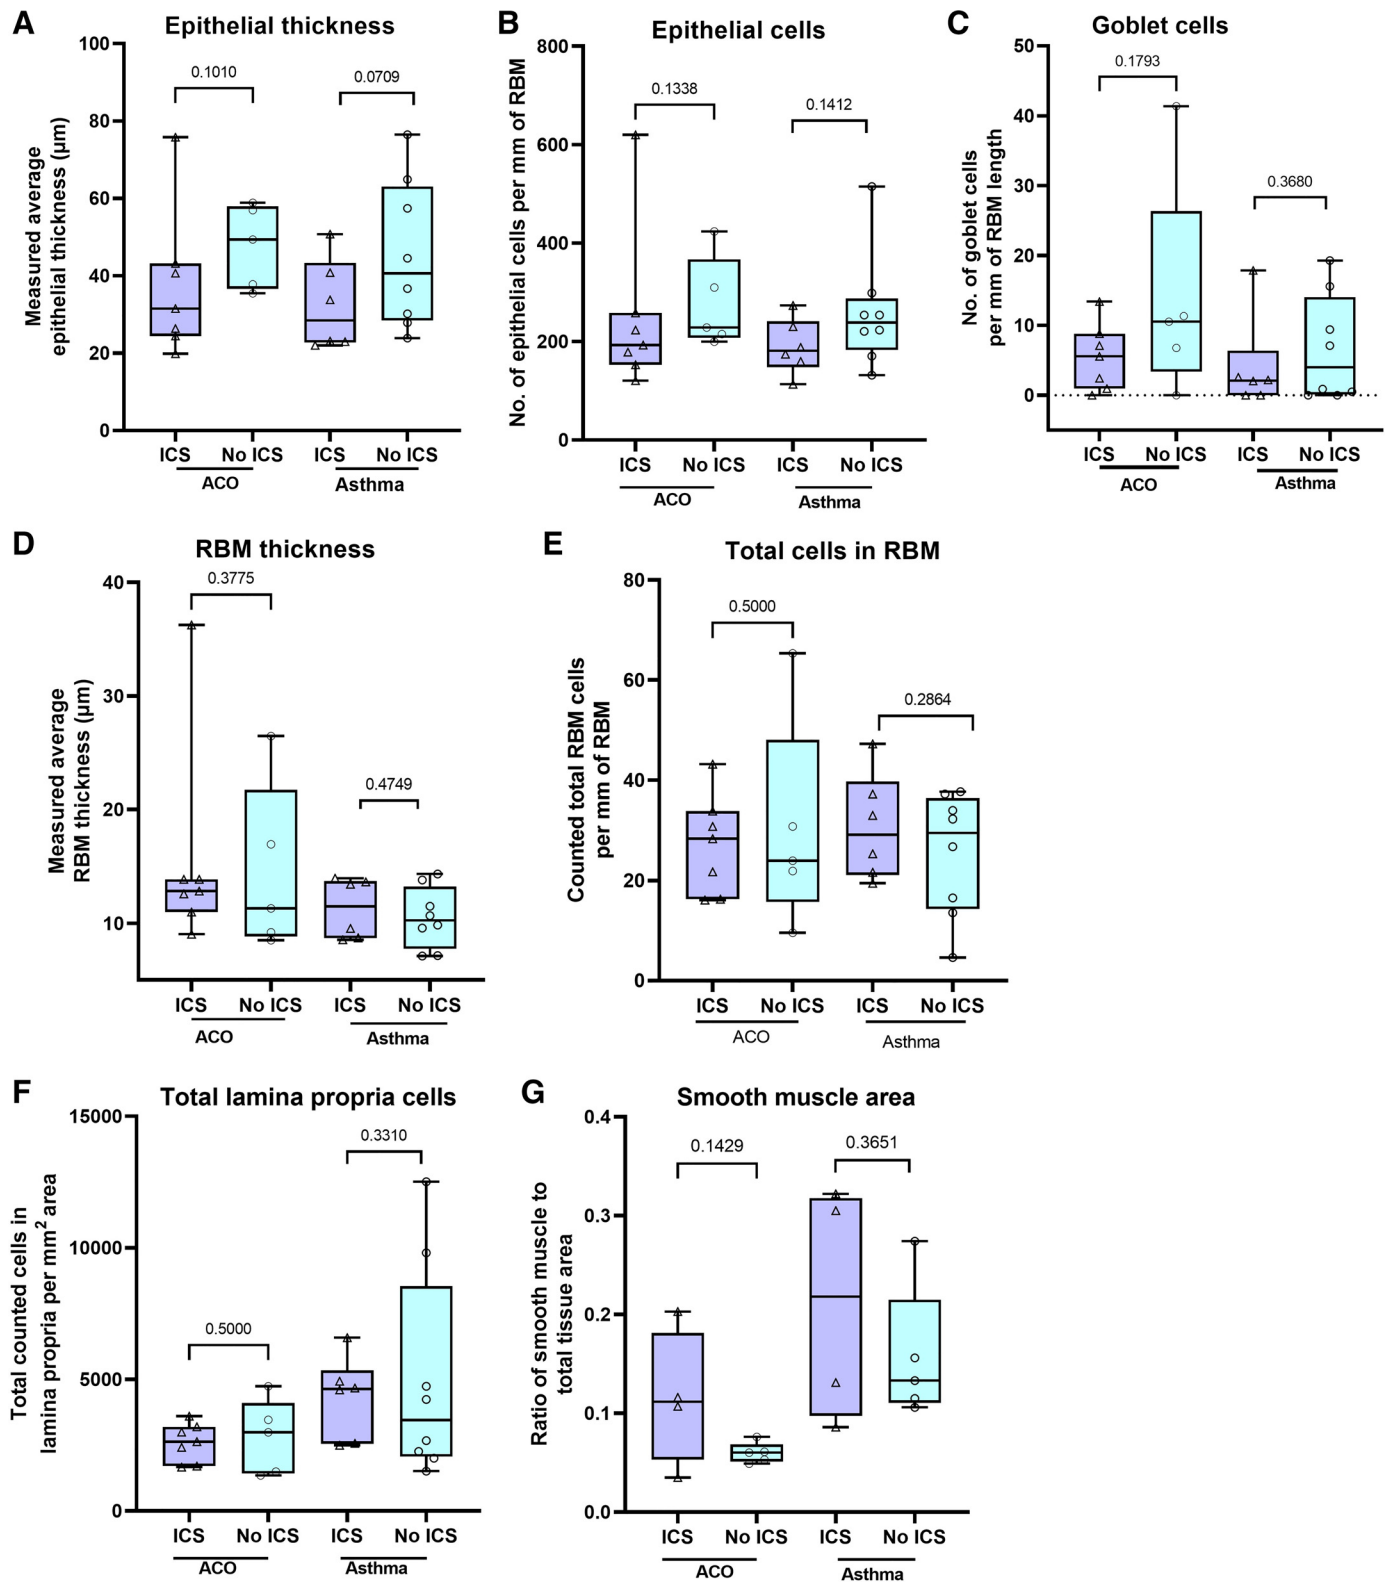 A
Epithelial thickness
Measured average
epithelial thickness (µm)
100
80
60
40
20
0
0.1010
0.0709
ICS
No ICS
ICS
No ICS
ACO
Asthma
B
Epithelial cells
No. of epithelial cells per mm of RBM
800
600
400
200
0
0.1338
0.1412
ICS
No ICS
ICS
No ICS
ACO
Asthma
C
Goblet cells
No. of goblet cells
per mm of RBM length
50
40
30
20
10
0
0.1793
0.3680
ICS
No ICS
ICS
No ICS
ACO
Asthma
D
RBM thickness
Measured average
RBM thickness (µm)
40
30
20
10
0.3775
0.4749
ICS
No ICS
ICS
No ICS
ACO
Asthma
E
Total cells in RBM
Counted total RBM cells
per mm of RBM
80
60
40
20
0
0.5000
0.2864
ICS
No ICS
ICS
No ICS
ACO
Asthma
F
Total lamina propria cells
Total counted cells in
lamina propria per mm² area
15000
10000
5000
0
0.5000
0.3310
ICS
No ICS
ICS
No ICS
ACO
Asthma
G
Smooth muscle area
Ratio of smooth muscle to
total tissue area
0.4
0.3
0.2
0.1
0.0
0.1429
0.3651
ICS
No ICS
ICS
No ICS
ACO
Asthma